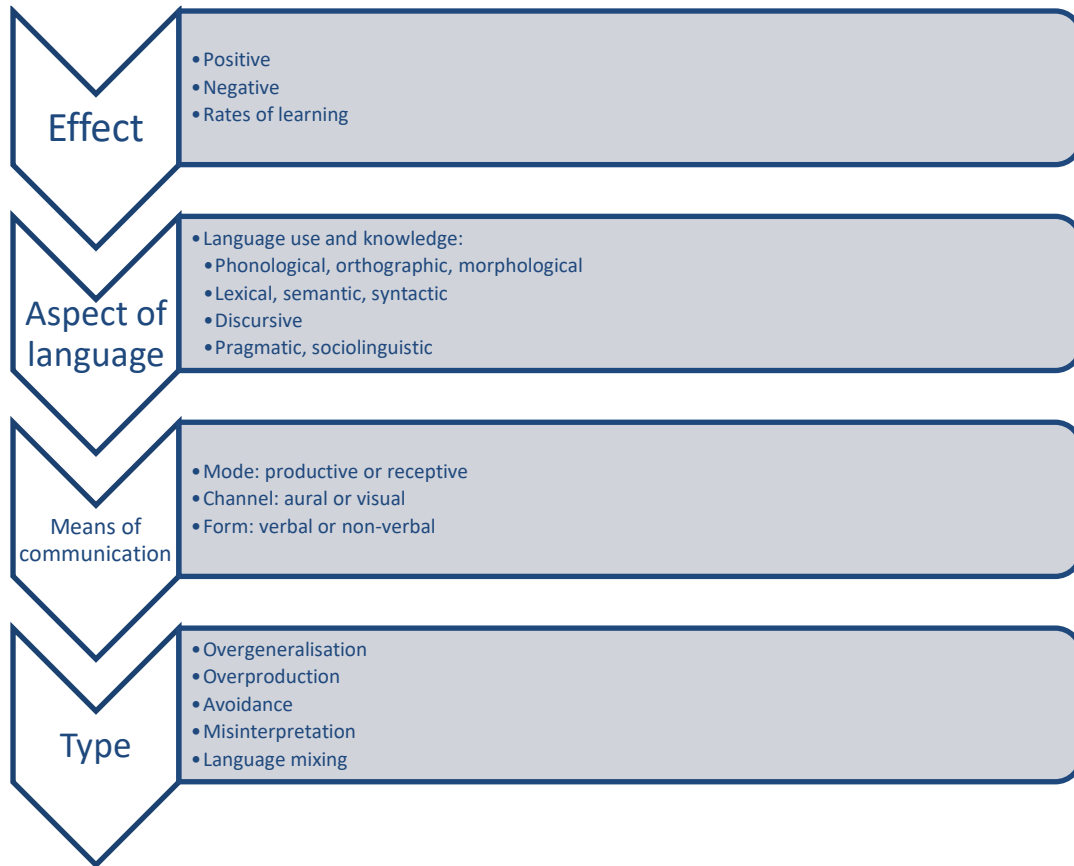 Effect
•Positive
•Negative
•Rates of learning
Aspect of
language
•Language use and knowledge:
•Phonological, orthographic, morphological
•Lexical, semantic, syntactic
•Discursive
•Pragmatic, sociolinguistic
Means of
communication
•Mode: productive or receptive
•Channel: aural or visual
•Form: verbal or non-verbal
Type
•Overgeneralisation
•Overproduction
•Avoidance
•Misinterpretation
•Language mixing